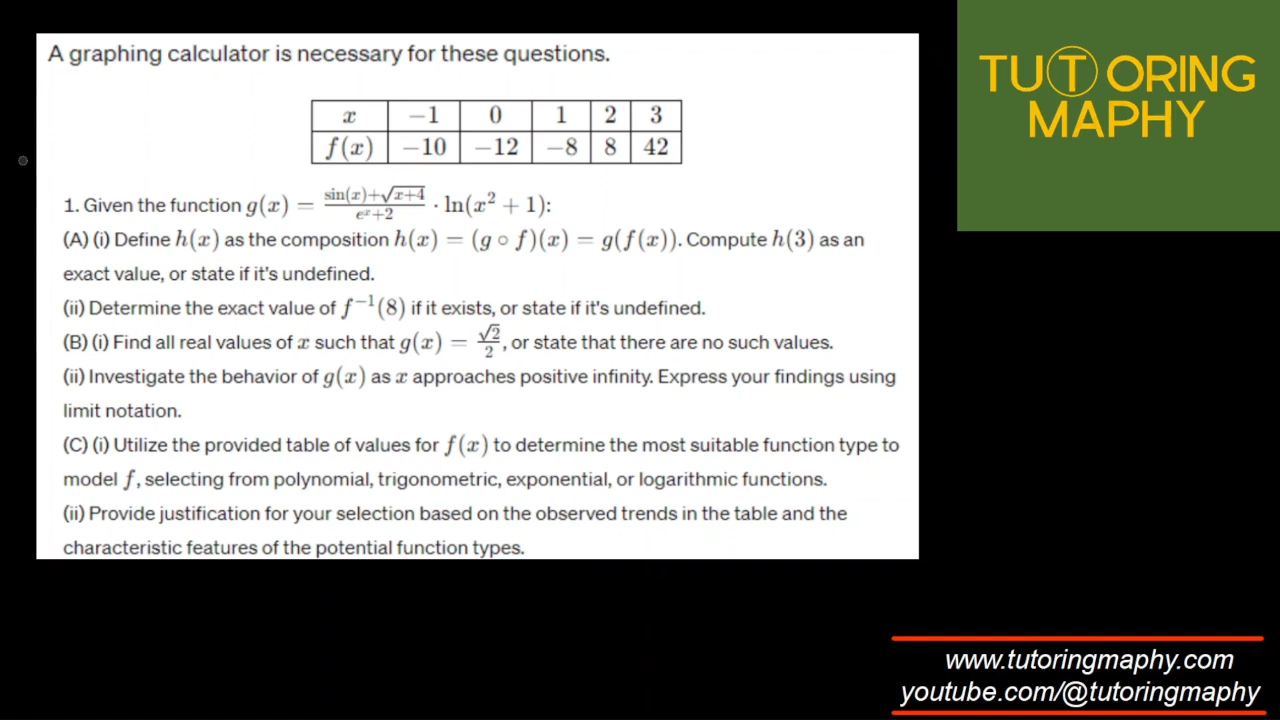 A graphing calculator is necessary for these questions.
TUTORING
MAPHY
x −1 0 1 2 3
f(x) −10 −12 −8 8 42
1. Given the function g(x) = (sin(x)+√(x+4))/(e^x+2) · ln(x² + 1):
(A) (i) Define h(x) as the composition h(x) = (g ∘ f)(x) = g(f(x)). Compute h(3) as an
exact value, or state if it's undefined.
(ii) Determine the exact value of f⁻¹(8) if it exists, or state if it's undefined.
(B) (i) Find all real values of x such that g(x) = √2/2, or state that there are no such values.
(ii) Investigate the behavior of g(x) as x approaches positive infinity. Express your findings using
limit notation.
(C) (i) Utilize the provided table of values for f(x) to determine the most suitable function type to
model f, selecting from polynomial, trigonometric, exponential, or logarithmic functions.
(ii) Provide justification for your selection based on the observed trends in the table and the
characteristic features of the potential function types.
www.tutoringmaphy.com
youtube.com/@tutoringmaphy